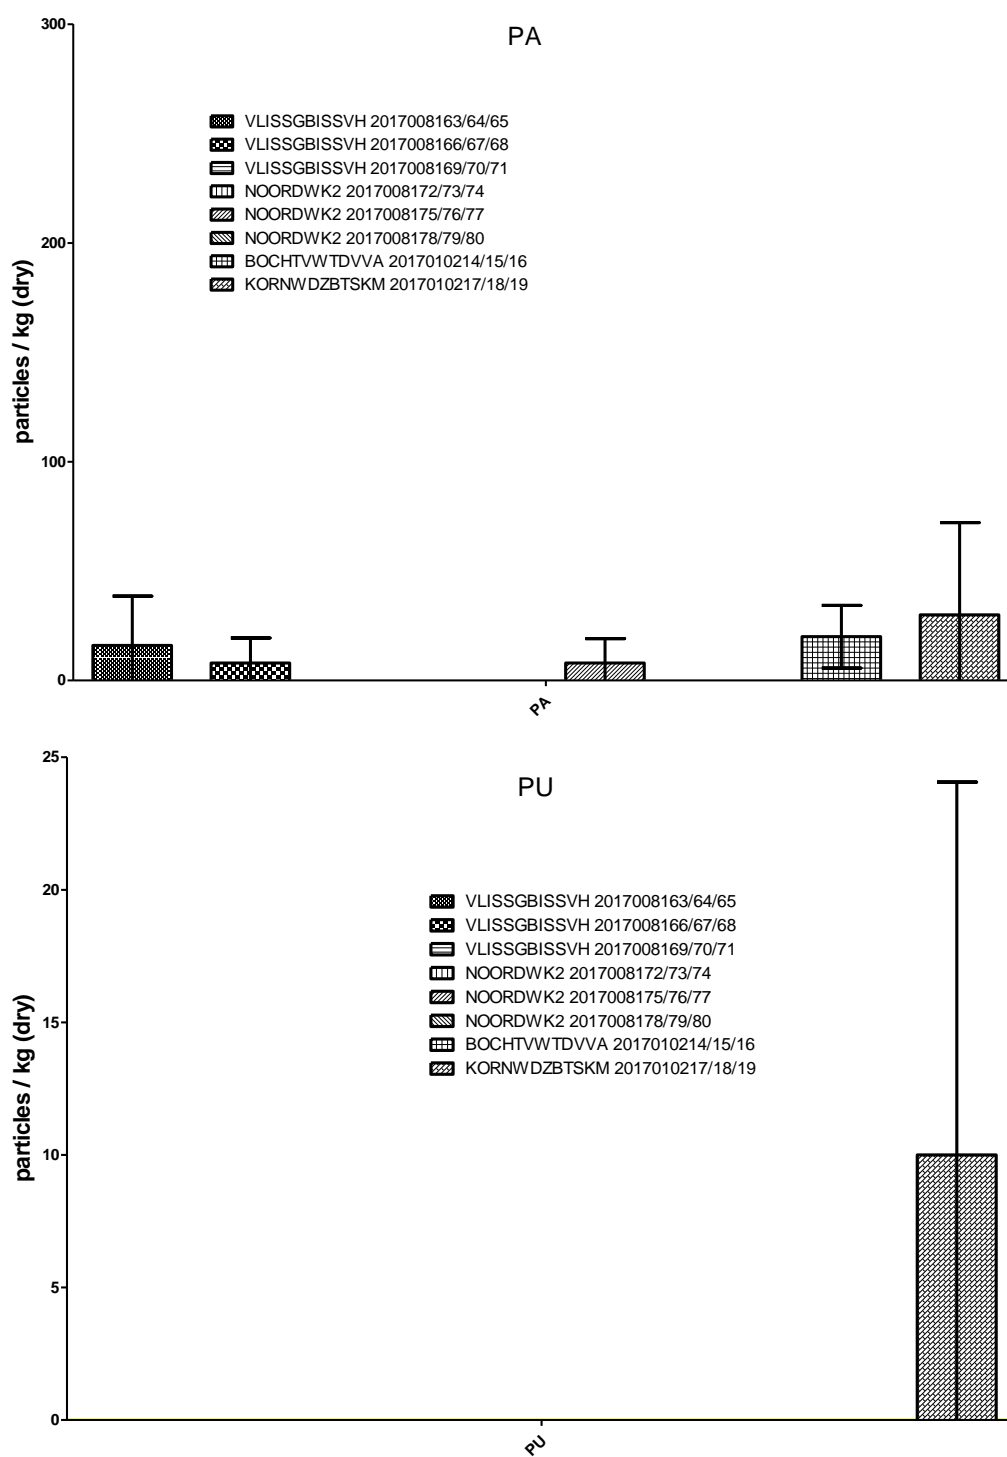 PA
300
200
100
0
particles / kg (dry)
VLISSGBISSVH 2017008163/64/65
VLISSGBISSVH 2017008166/67/68
VLISSGBISSVH 2017008169/70/71
NOORDWK2 2017008172/73/74
NOORDWK2 2017008175/76/77
NOORDWK2 2017008178/79/80
BOCHTVWTDVVA 2017010214/15/16
KORNWDZBTSKM 2017010217/18/19
PA
PU
25
20
15
10
5
0
particles / kg (dry)
VLISSGBISSVH 2017008163/64/65
VLISSGBISSVH 2017008166/67/68
VLISSGBISSVH 2017008169/70/71
NOORDWK2 2017008172/73/74
NOORDWK2 2017008175/76/77
NOORDWK2 2017008178/79/80
BOCHTVWTDVVA 2017010214/15/16
KORNWDZBTSKM 2017010217/18/19
PU